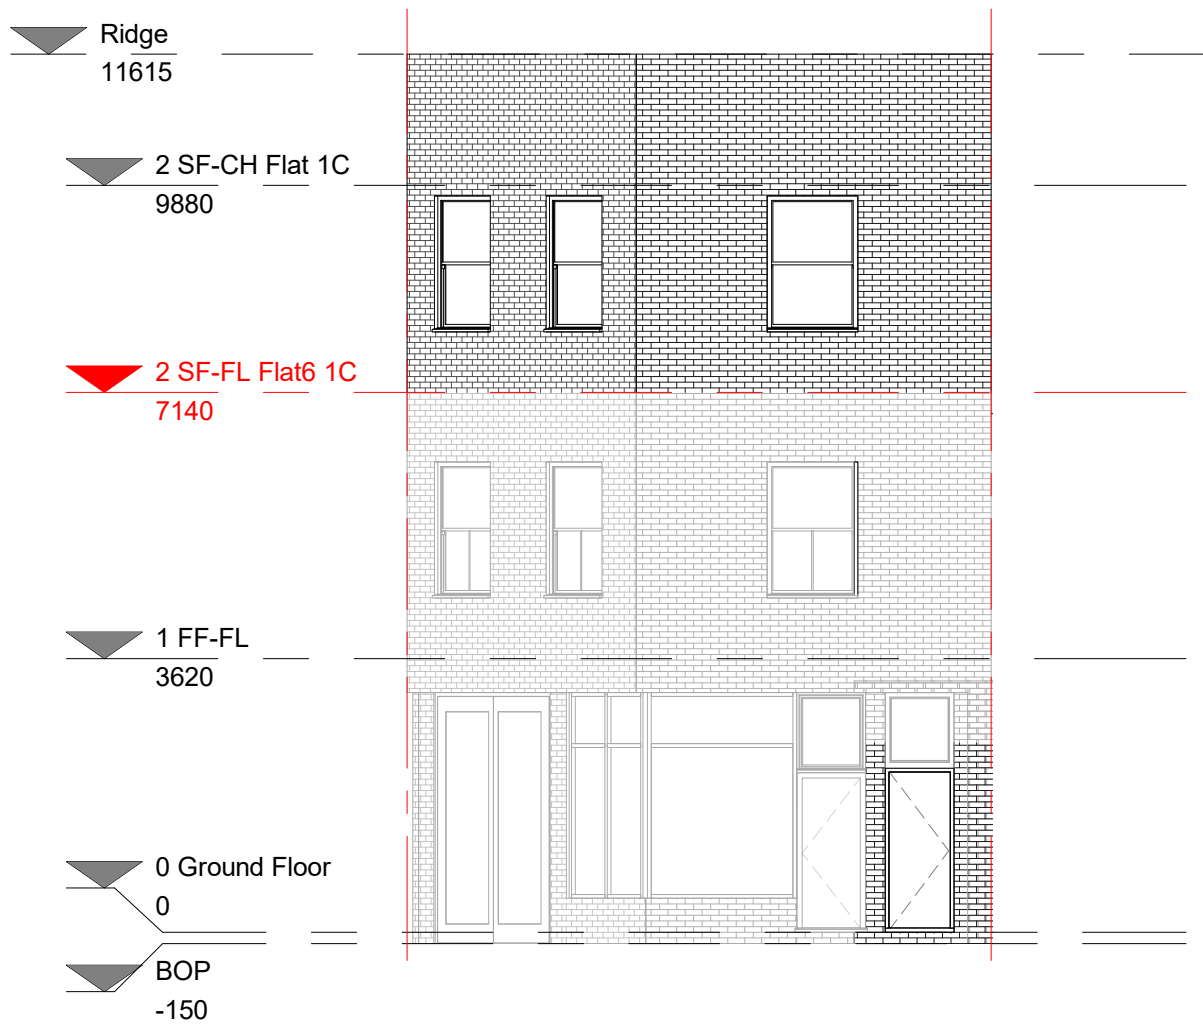 Ridge
11615
2 SF-CH Flat 1C
9880
2 SF-FL Flat6 1C
7140
1 FF-FL
3620
0 Ground Floor
0
BOP
-150